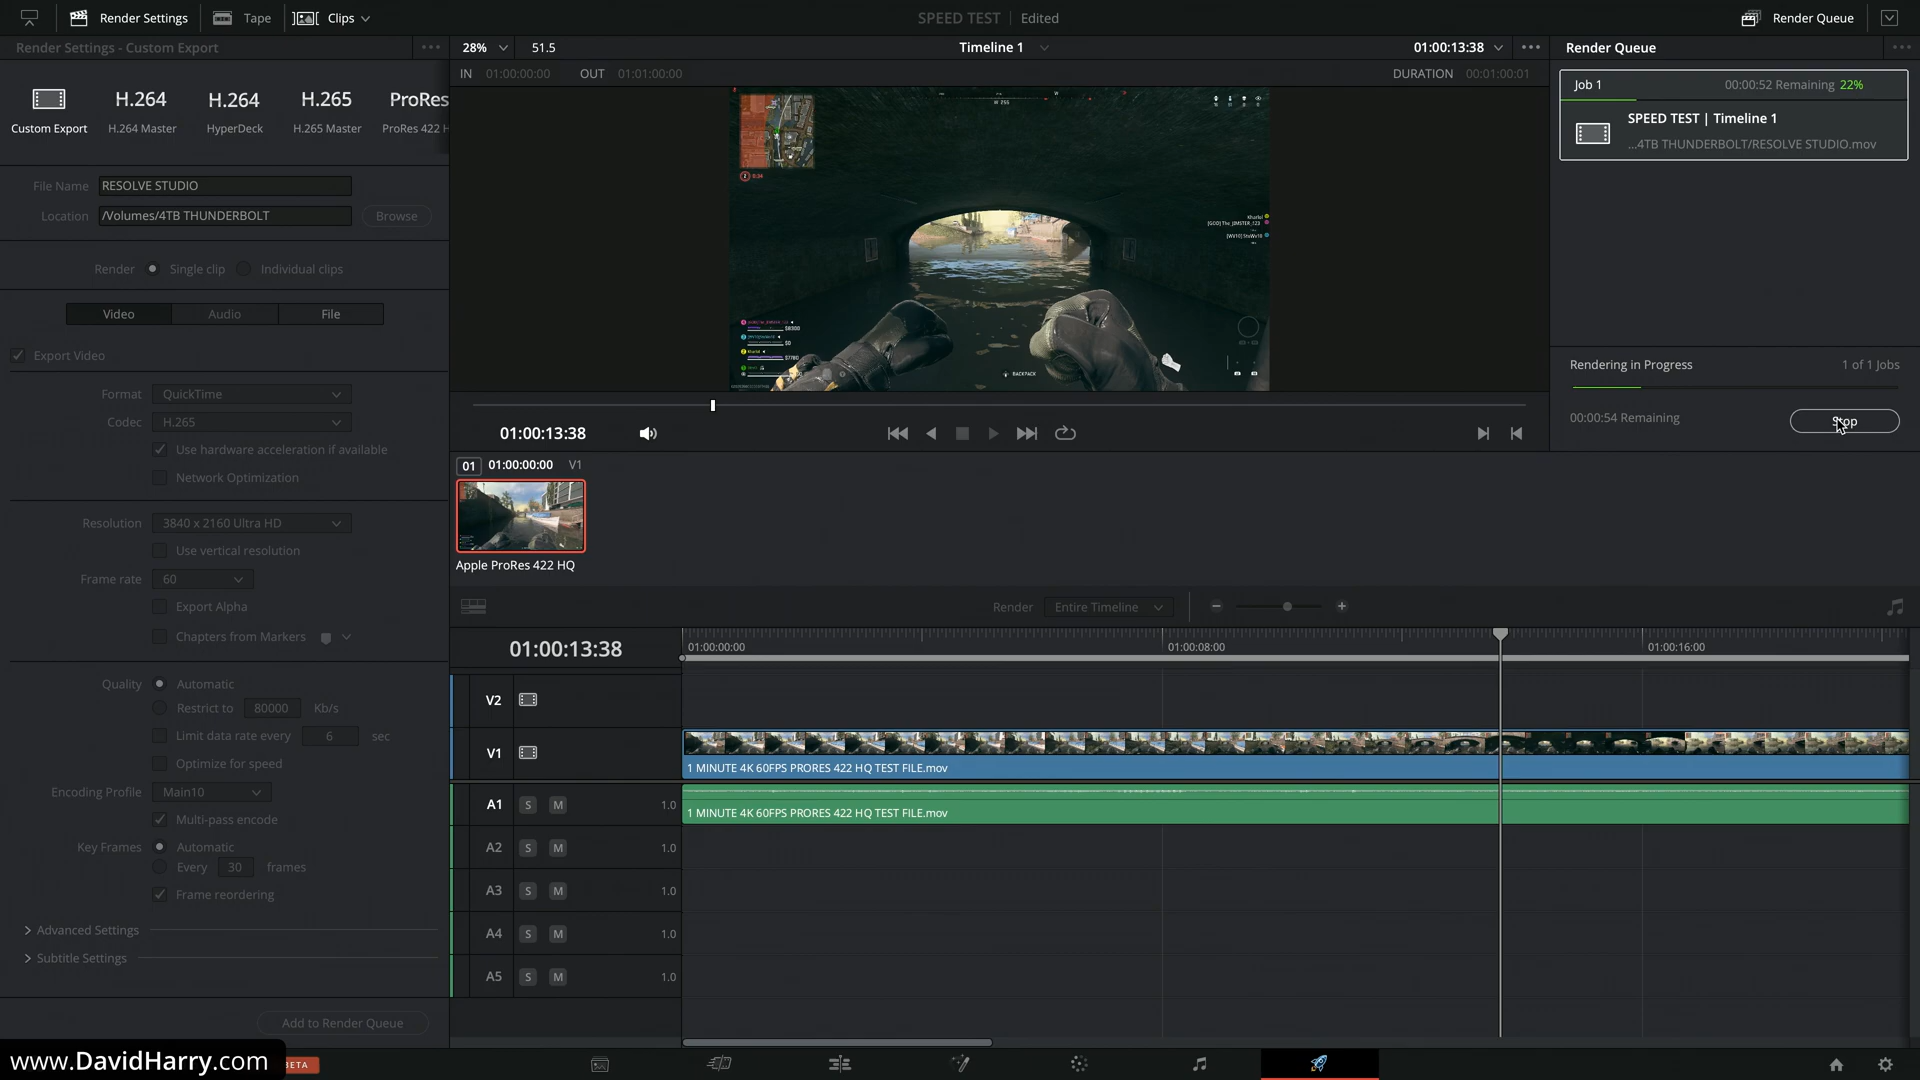 Render Settings
Tape
Clips
SPEED TEST
Edited
Render Queue
Render Settings - Custom Export
28%
51.5
Timeline 1
01:00:13:38
Render Queue
IN 01:00:00:00
OUT 01:01:00:00
DURATION 00:01:00:01
Job 1
00:00:52 Remaining 22%
SPEED TEST | Timeline 1
...4TB THUNDERBOLT/RESOLVE STUDIO.mov
H.264
H.264
H.265
ProRes
Custom Export
H.264 Master
HyperDeck
H.265 Master
ProRes 422 H
File Name
RESOLVE STUDIO
Location
/Volumes/4TB THUNDERBOLT
Browse
Render
Single clip
Individual clips
Video
Audio
File
Export Video
Format
QuickTime
Codec
H.265
Use hardware acceleration if available
Network Optimization
Resolution
3840 x 2160 Ultra HD
Use vertical resolution
Frame rate
60
Export Alpha
Chapters from Markers
Quality
Automatic
Restrict to
80000
Kb/s
Limit data rate every
6
sec
Optimize for speed
Encoding Profile
Main10
Multi-pass encode
Key Frames
Automatic
Every
30
frames
Frame reordering
Advanced Settings
Subtitle Settings
Add to Render Queue
0:34
Kharlel
$8300
$0
Kharlel
$7780
BACKPACK
Rendering in Progress
1 of 1 Jobs
00:00:54 Remaining
Stop
01:00:13:38
01
01:00:00:00
V1
Apple ProRes 422 HQ
Render
Entire Timeline
01:00:13:38
01:00:00:00
01:00:08:00
01:00:16:00
V2
V1
1 MINUTE 4K 60FPS PRORES 422 HQ TEST FILE.mov
A1
S
M
1.0
1 MINUTE 4K 60FPS PRORES 422 HQ TEST FILE.mov
A2
S
M
1.0
A3
S
M
1.0
A4
S
M
1.0
A5
S
M
1.0
www.DavidHarry.com
BETA